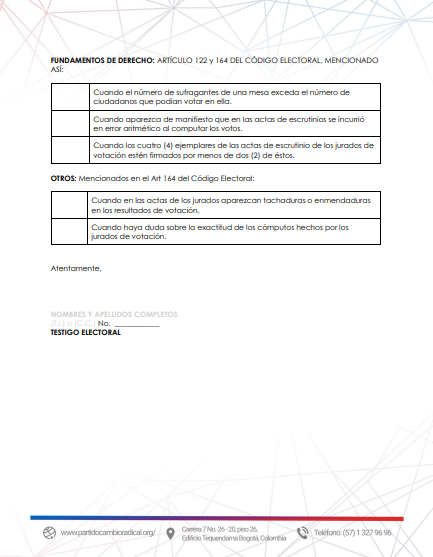 FUNDAMENTOS DE DERECHO: ARTÍCULO 122 y 164 DEL CÓDIGO ELECTORAL, MENCIONADO
ASÍ:
Cuando el número de sufragantes de una mesa exceda el número de
ciudadanos que podían votar en ella.
Cuando aparezca de manifiesto que en las actas de escrutinios se incurrió
en error aritmético al computar los votos.
Cuando los cuatro (4) ejemplares de las actas de escrutinio de los jurados de
votación estén firmados por menos de dos (2) de éstos.
OTROS: Mencionados en el Art 164 del Código Electoral:
Cuando en las actas de los jurados aparezcan tachaduras o enmendaduras
en los resultados de votación.
Cuando haya duda sobre la exactitud de los cómputos hechos por los
jurados de votación.
Atentamente,
NOMBRES Y APELLIDOS COMPLETOS
(T.I.) o (C.C.) No. ___________
TESTIGO ELECTORAL
www.partidocambioradical.org/
Carrera 7 No. 26-20, piso 26,
Edificio Tequendama Bogotá, Colombia
Teléfono: (57) 1 327 96 96